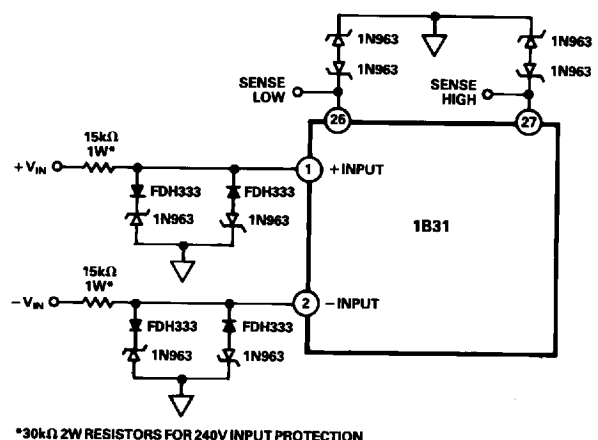 1N963
1N963
1N963
1N963
SENSE
LOW
SENSE
HIGH
26
27
15kΩ
1W*
+ VIN
1
+ INPUT
FDH333
FDH333
1N963
1N963
1B31
15kΩ
1W*
– VIN
2
– INPUT
FDH333
FDH333
1N963
1N963
*30kΩ 2W RESISTORS FOR 240V INPUT PROTECTION